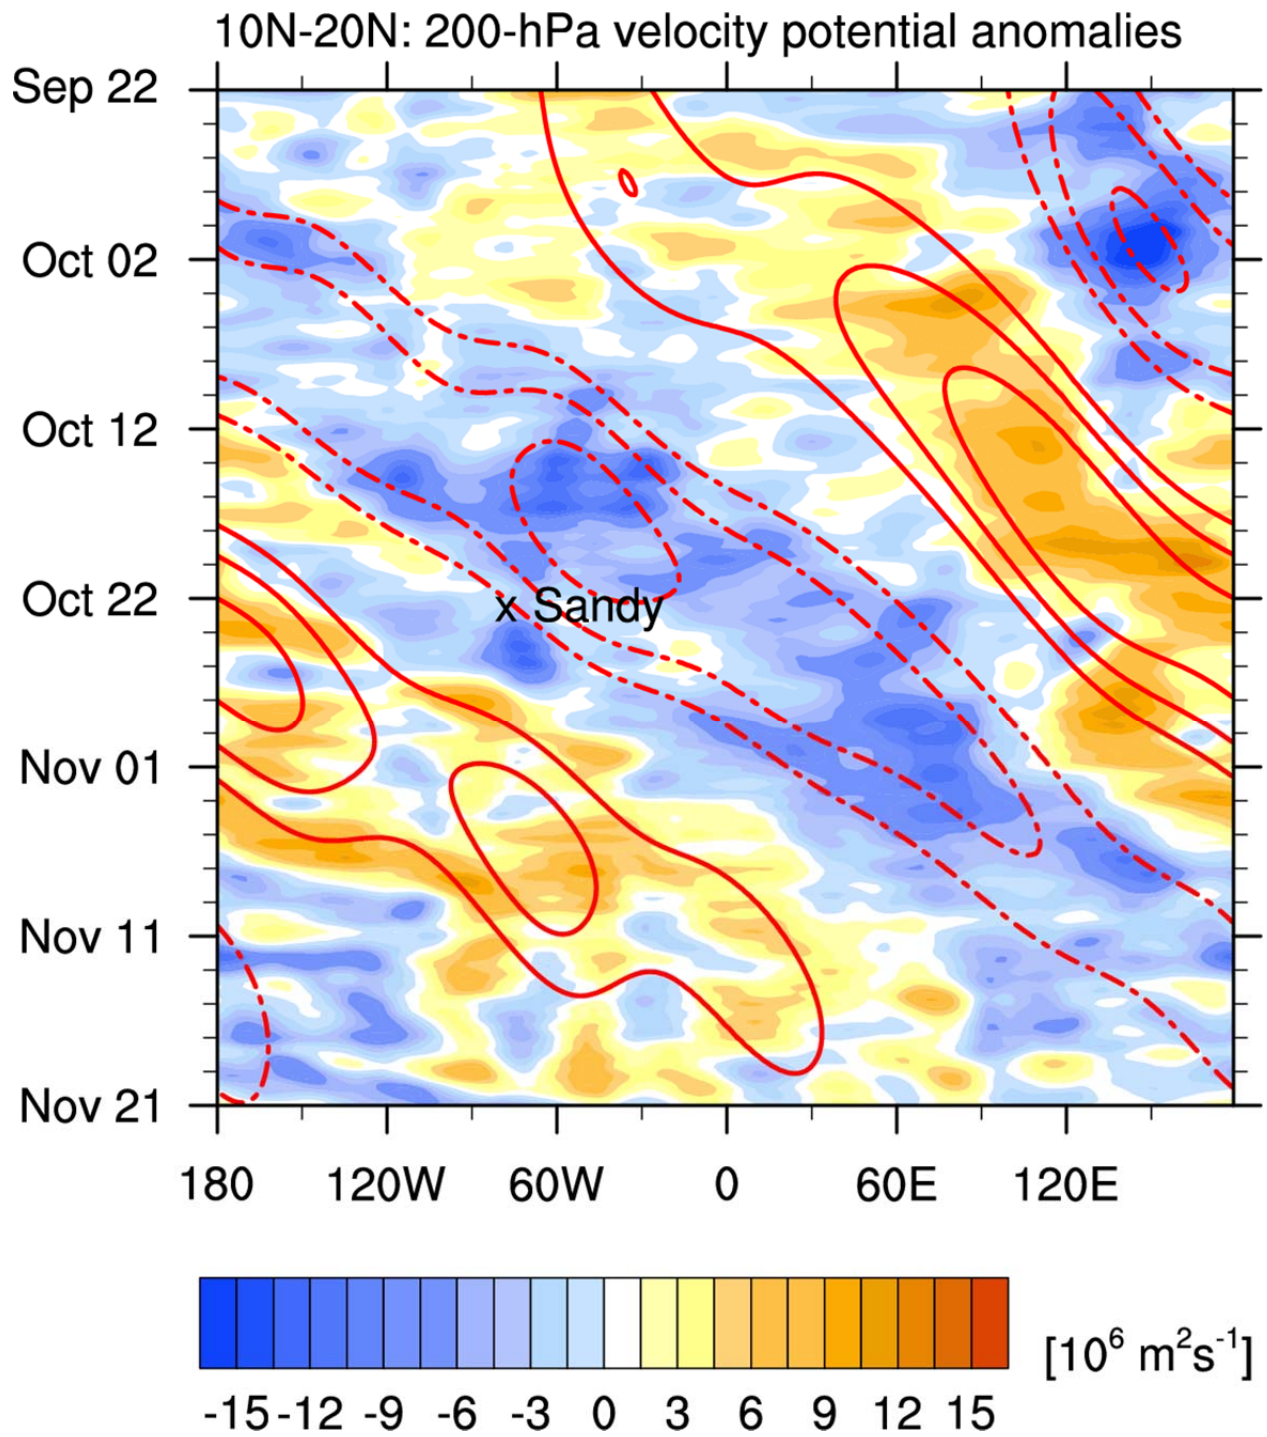 10N-20N: 200-hPa velocity potential anomalies
Sep 22
Oct 02
Oct 12
Oct 22
x Sandy
Nov 01
Nov 11
Nov 21
180 120W 60W 0 60E 120E
[10⁶ m²s⁻¹]
-15 -12 -9 -6 -3 0 3 6 9 12 15